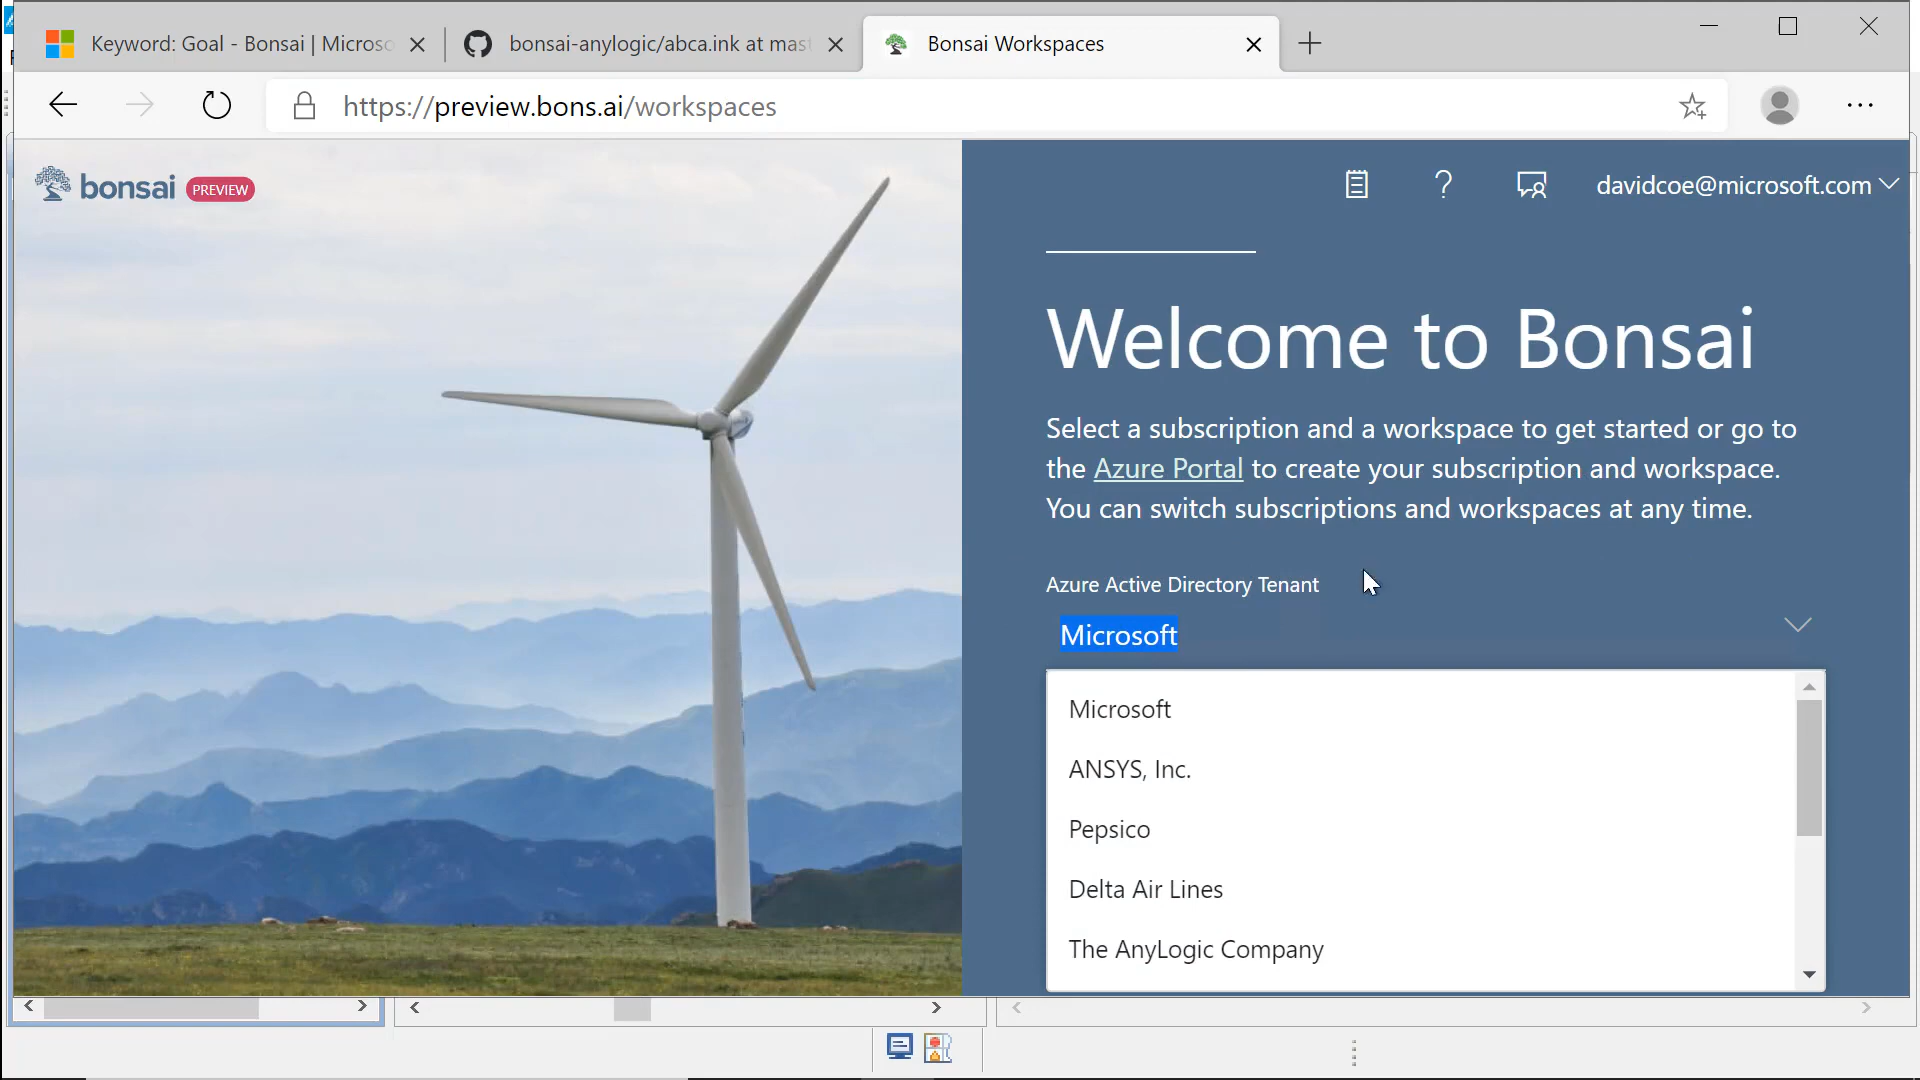 Keyword: Goal - Bonsai | Microso
bonsai-anylogic/abca.ink at mast
Bonsai Workspaces
https://preview.bons.ai/workspaces
bonsai PREVIEW
davidcoe@microsoft.com
Welcome to Bonsai
Select a subscription and a workspace to get started or go to
the Azure Portal to create your subscription and workspace.
You can switch subscriptions and workspaces at any time.
Azure Active Directory Tenant
Microsoft
Microsoft
ANSYS, Inc.
Pepsico
Delta Air Lines
The AnyLogic Company